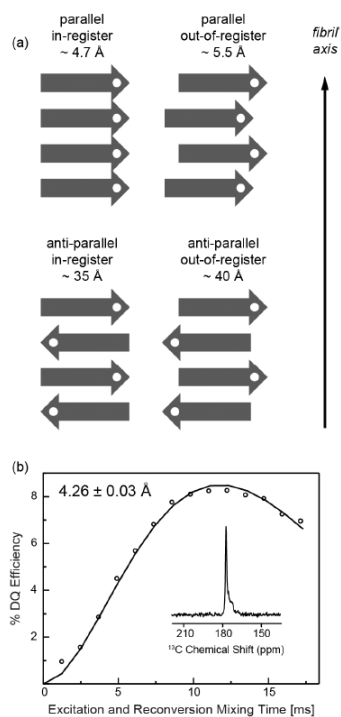 (a)
parallel
in-register
~ 4.7 Å
parallel
out-of-register
~ 5.5 Å
fibril
axis
anti-parallel
in-register
~ 35 Å
anti-parallel
out-of-register
~ 40 Å
(b)
4.26 ± 0.03 Å
% DQ Efficiency
8
6
4
2
210 180 150
¹³C Chemical Shift (ppm)
0 5 10 15
Excitation and Reconversion Mixing Time [ms]